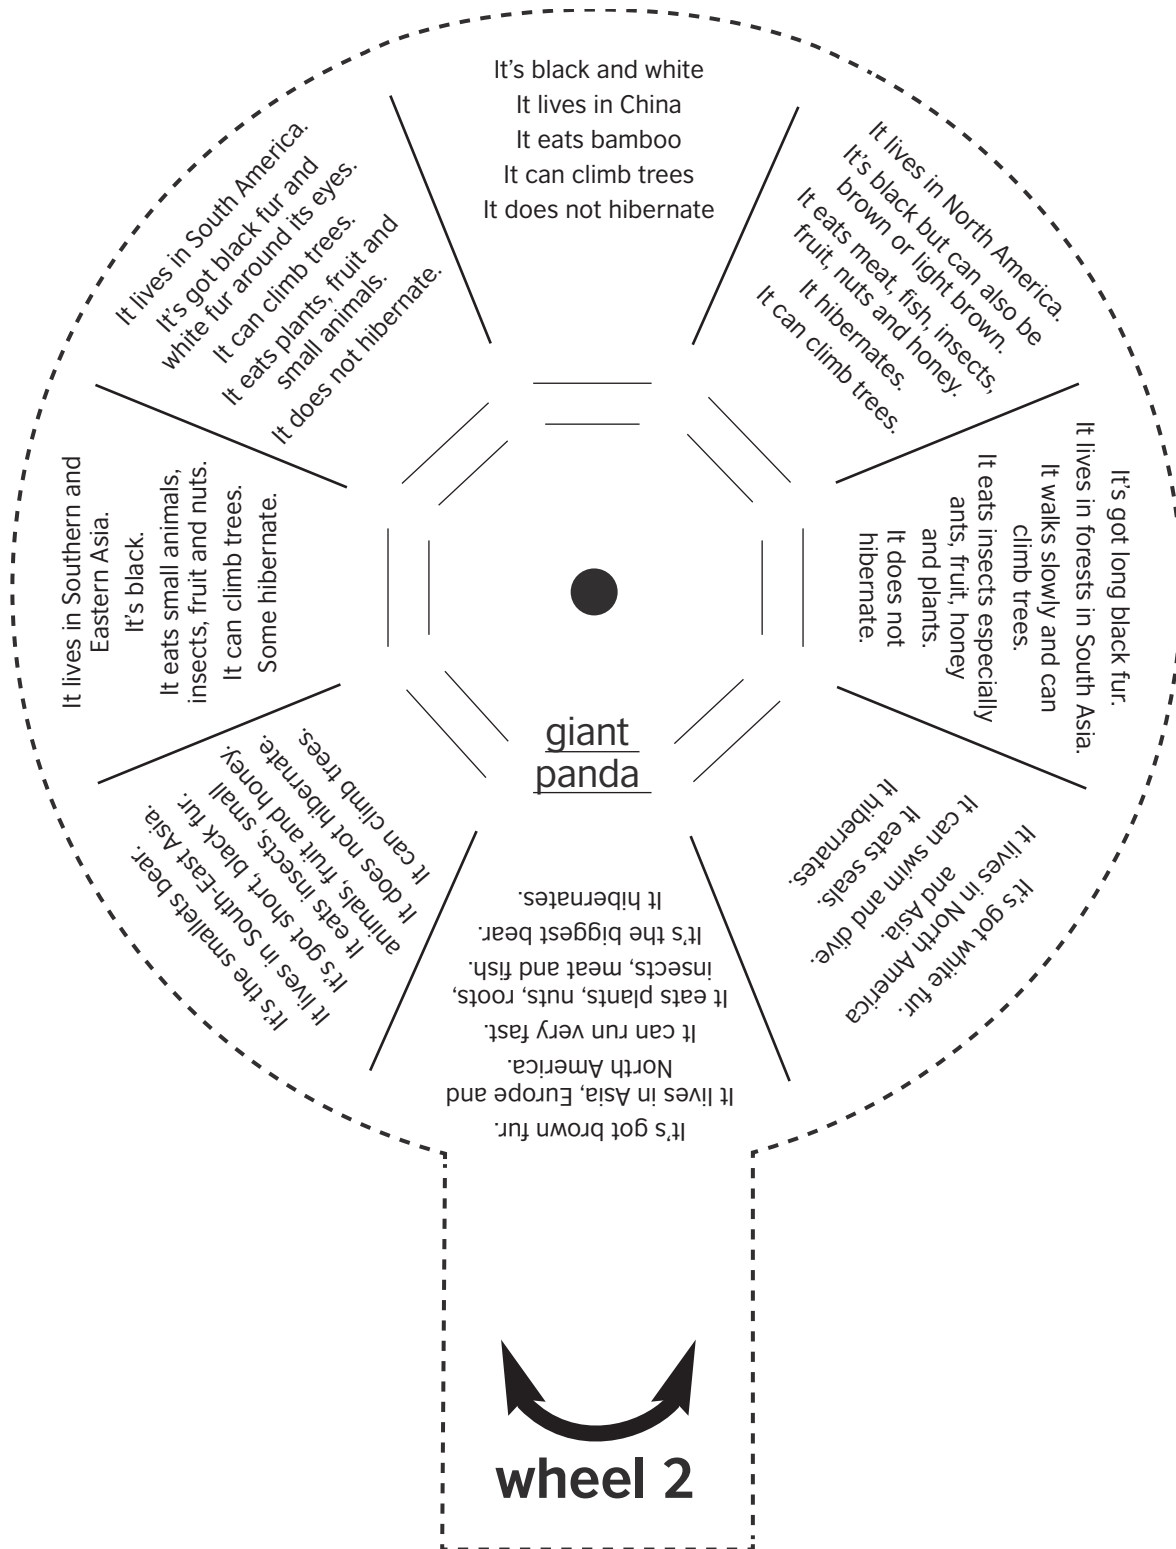 It's black and white
It lives in China
It eats bamboo
It can climb trees
It does not hibernate
It lives in North America.
It's black but can also be
brown or light brown.
It eats meat, fish, insects,
fruit, nuts and honey.
It hibernates.
It can climb trees.
It's got long black fur.
It lives in forests in South Asia.
It walks slowly and can
climb trees.
It eats insects especially
ants, fruit, honey
and plants.
It does not
hibernate.
It's got white fur.
It lives in North America
and Asia.
It can swim and dive.
It eats seals.
It hibernates.
It's got brown fur.
It lives in Asia, Europe and
North America.
It can run very fast.
It eats plants, nuts, roots,
insects, meat and fish.
It's the biggest bear.
It hibernates.
It's the smallets bear.
It lives in South-East Asia
It's got short, black fur.
It eats insects, small
animals, fruit and honey.
It does not hibernate.
It can climb trees.
It lives in Southern and
Eastern Asia.
It's black.
It eats small animals,
insects, fruit and nuts.
It can climb trees.
Some hibernate.
It lives in South America.
It's got black fur and
white fur around its eyes.
It can climb trees.
It eats plants, fruit and
small animals.
It does not hibernate.
giant
panda
wheel 2